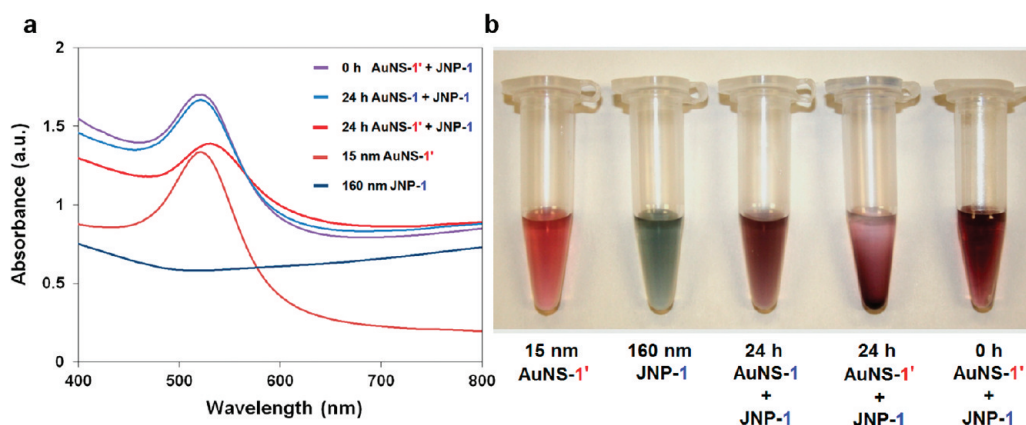 a
2
1.5
1
0.5
0
400
500
600
700
800
Absorbance (a.u.)
Wavelength (nm)
0 h AuNS-1' + JNP-1
24 h AuNS-1 + JNP-1
24 h AuNS-1' + JNP-1
15 nm AuNS-1'
160 nm JNP-1
b
15 nm
AuNS-1'
160 nm
JNP-1
24 h
AuNS-1
+
JNP-1
24 h
AuNS-1'
+
JNP-1
0 h
AuNS-1'
+
JNP-1